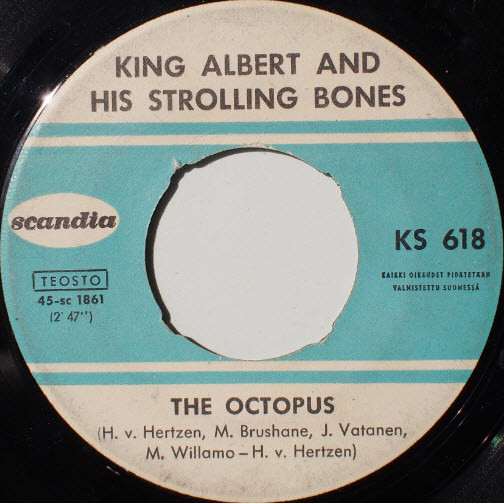 KING ALBERT AND
HIS STROLLING BONES
scandia
KS 618
TEOSTO
45-sc 1861
(2' 47'')
KAIKKI OIKEUDET PIDÄTETÄÄN
VALMISTETTU SUOMESSA
THE OCTOPUS
(H. v. Hertzen, M. Brushane, J. Vatanen,
M. Willamo – H. v. Hertzen)